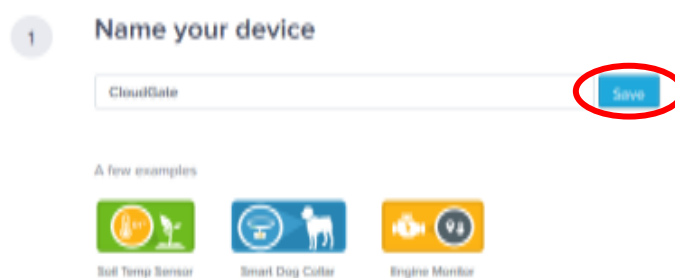 1
Name your device
CloudGate
Save
A few examples
Soil Temp Sensor
Smart Dog Collar
Engine Monitor